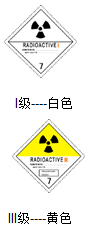 RADIOACTIVE I
7
I级----白色
RADIOACTIVE III
7
III级----黄色